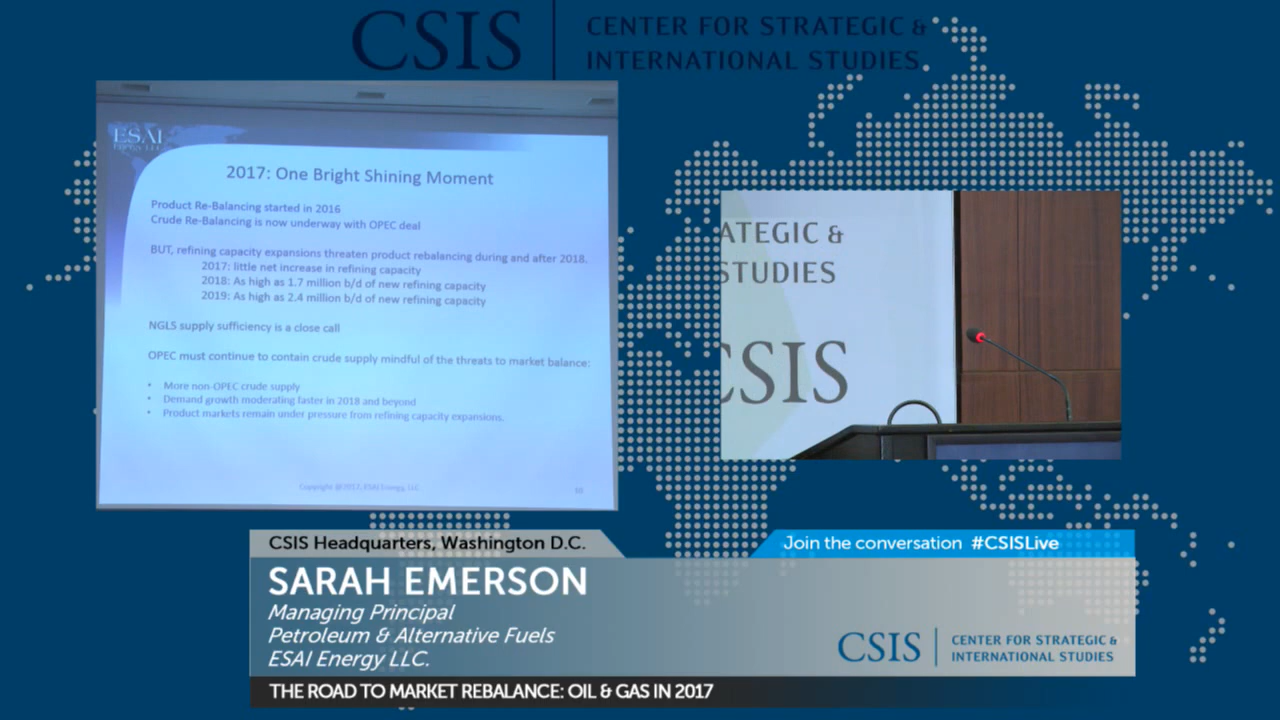 CSIS
CENTER FOR STRATEGIC &
INTERNATIONAL STUDIES
ESAI
ENERGY LLC
2017: One Bright Shining Moment
Product Re-Balancing started in 2016
Crude Re-Balancing is now underway with OPEC deal
BUT, refining capacity expansions threaten product rebalancing during and after 2018.
2017: little net increase in refining capacity
2018: As high as 1.7 million b/d of new refining capacity
2019: As high as 2.4 million b/d of new refining capacity
NGLS supply sufficiency is a close call
OPEC must continue to contain crude supply mindful of the threats to market balance:
• More non-OPEC crude supply
• Demand growth moderating faster in 2018 and beyond
• Product markets remain under pressure from refining capacity expansions.
Copyright @2017, ESAI Energy, LLC
10
ATEGIC &
STUDIES
CSIS
CSIS Headquarters, Washington D.C.
Join the conversation #CSISLive
SARAH EMERSON
Managing Principal
Petroleum & Alternative Fuels
ESAI Energy LLC.
CSIS
CENTER FOR STRATEGIC &
INTERNATIONAL STUDIES
THE ROAD TO MARKET REBALANCE: OIL & GAS IN 2017